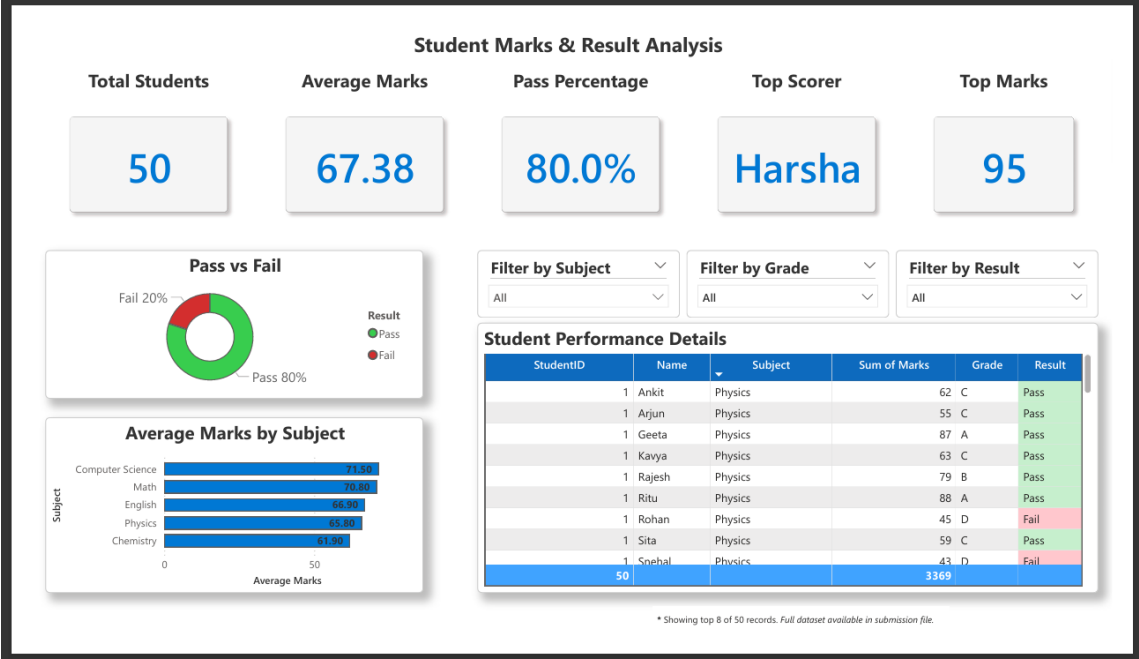 Student Marks & Result Analysis
Total Students
Average Marks
Pass Percentage
Top Scorer
Top Marks
50
67.38
80.0%
Harsha
95
Pass vs Fail
Fail 20%
Pass 80%
Result
Pass
Fail
Filter by Subject
All
Filter by Grade
All
Filter by Result
All
Average Marks by Subject
Subject
Computer Science 71.50
Math 70.80
English 66.90
Physics 65.80
Chemistry 61.90
0 50
Average Marks
Student Performance Details
StudentID Name Subject Sum of Marks Grade Result
1 Ankit Physics 62 C Pass
1 Arjun Physics 55 C Pass
1 Geeta Physics 87 A Pass
1 Kavya Physics 63 C Pass
1 Rajesh Physics 79 B Pass
1 Ritu Physics 88 A Pass
1 Rohan Physics 45 D Fail
1 Sita Physics 59 C Pass
1 Snehal Physics 43 D Fail
50 3369
* Showing top 8 of 50 records. Full dataset available in submission file.